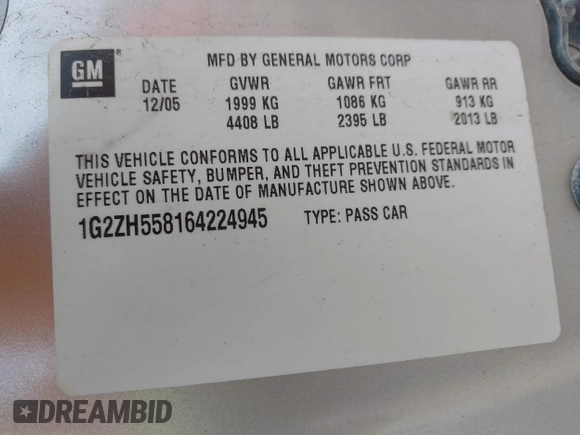 GM
MFD BY GENERAL MOTORS CORP
DATE GVWR GAWR FRT GAWR RR
12/05 1999 KG 1086 KG 913 KG
4408 LB 2395 LB 2013 LB
THIS VEHICLE CONFORMS TO ALL APPLICABLE U.S. FEDERAL MOTOR
VEHICLE SAFETY, BUMPER, AND THEFT PREVENTION STANDARDS IN
EFFECT ON THE DATE OF MANUFACTURE SHOWN ABOVE.
1G2ZH558164224945 TYPE: PASS CAR
DREAMBID